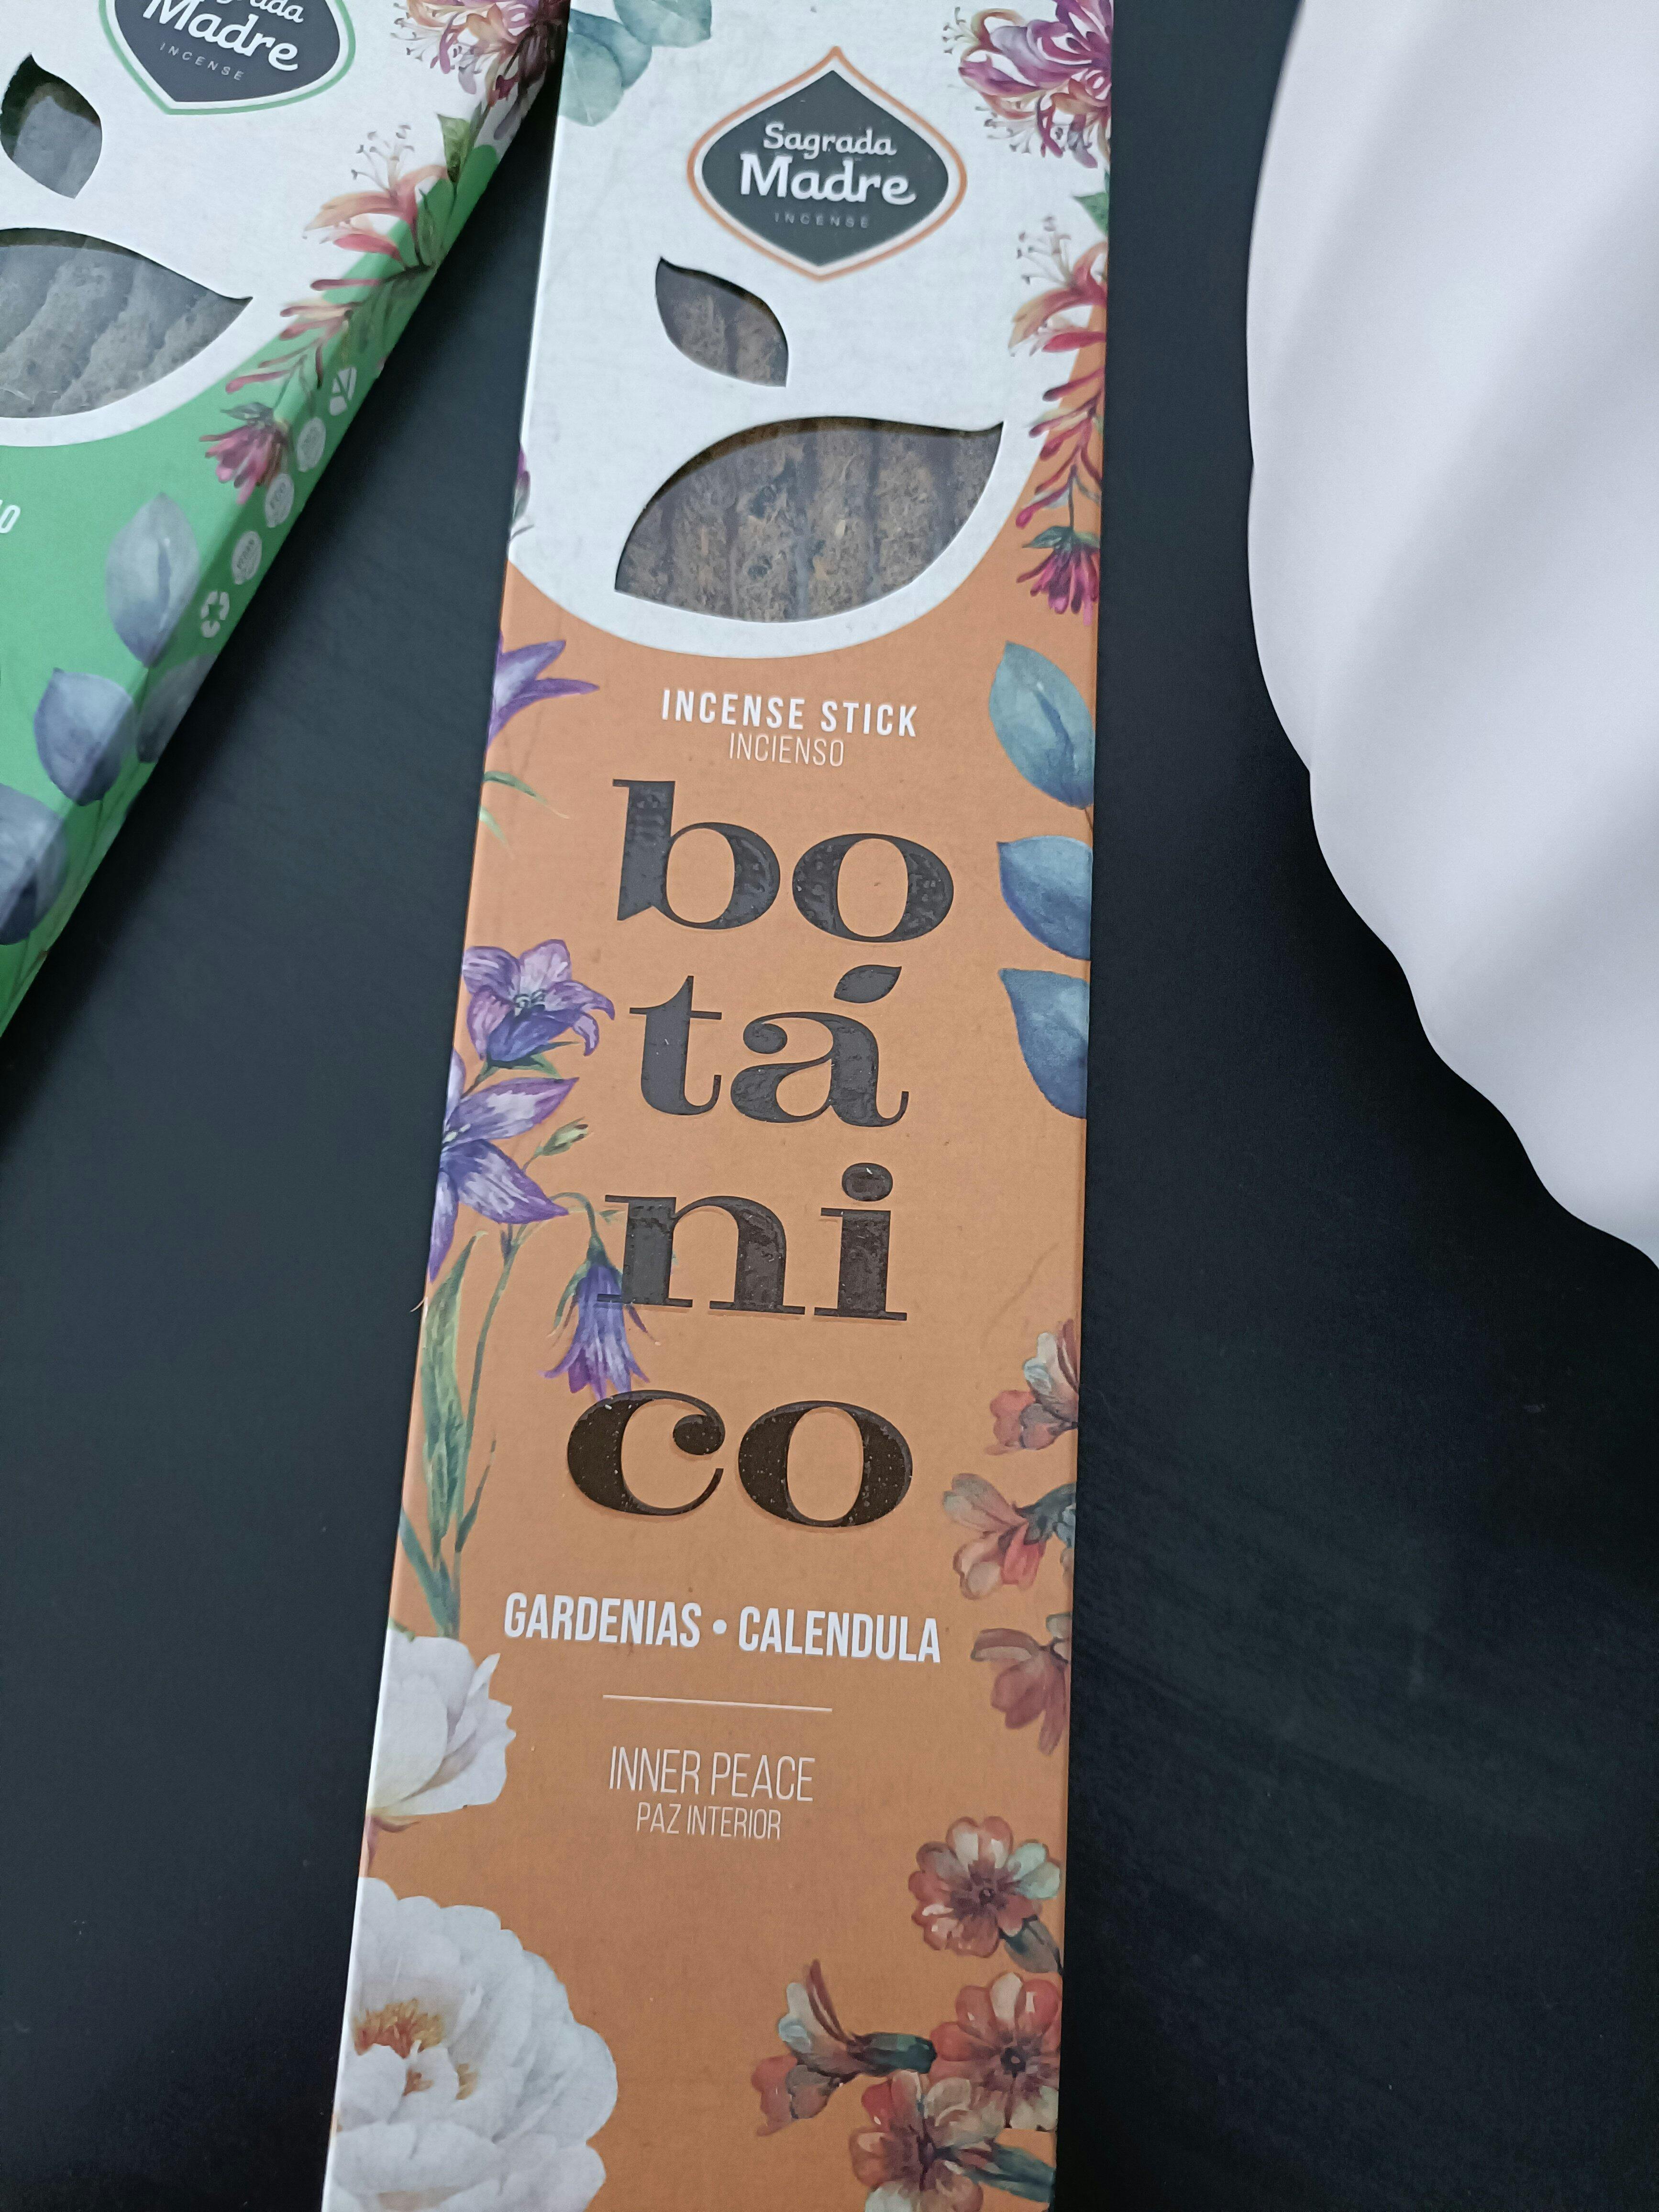 Madre
INCENSE
Sagrada
Madre
INCENSE
INCENSE STICK
INCIENSO
bo
tá
ni
co
GARDENIAS • CALENDULA
INNER PEACE
PAZ INTERIOR